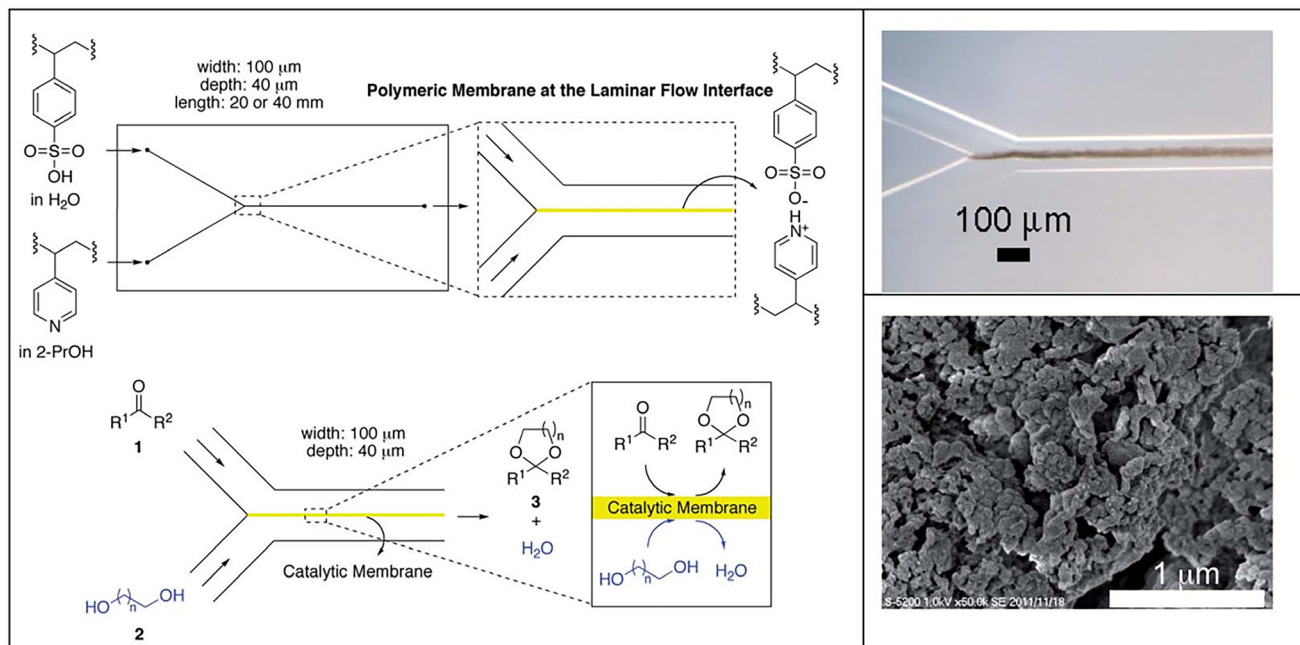 width: 100 μm
depth: 40 μm
length: 20 or 40 mm
Polymeric Membrane at the Laminar Flow Interface
O=S=O
OH
in H2O
N
in 2-PrOH
O=S=O
O-
H
N+
O
R1 R2
1
HO ( )n OH
2
width: 100 μm
depth: 40 μm
Catalytic Membrane
( )n
O O
R1 R2
3
+
H2O
O
R1 R2
( )n
O O
R1 R2
Catalytic Membrane
HO ( )n OH H2O
100 μm
1 μm
S-5200 1.0kV x50.0k SE 2011/11/18